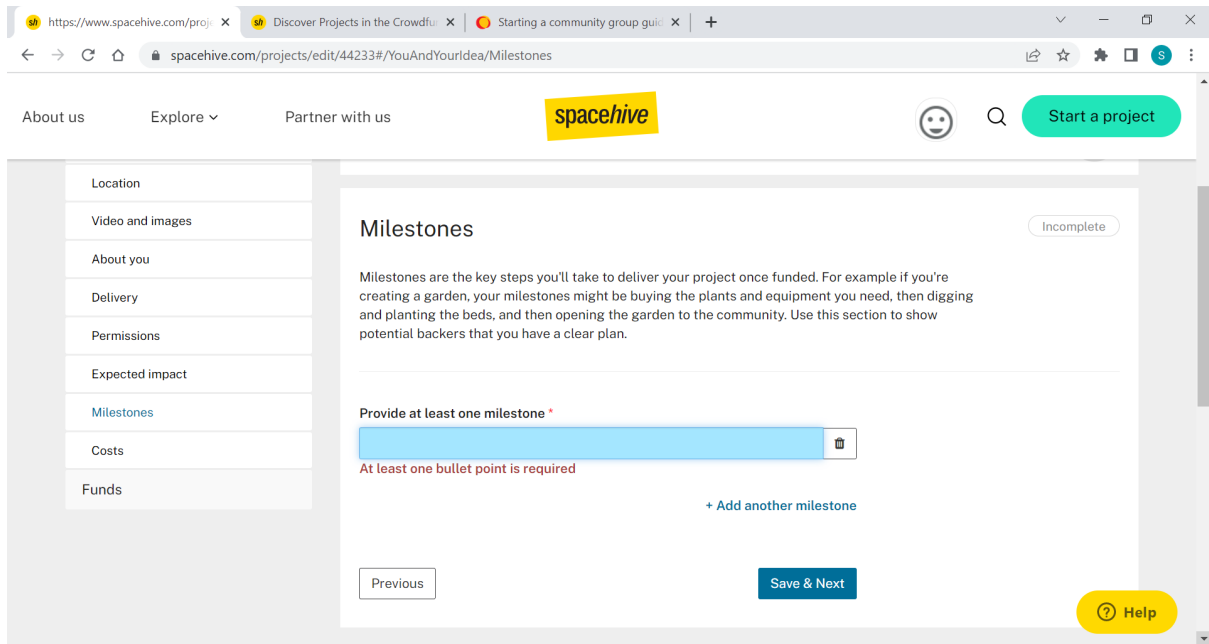 https://www.spacehive.com/proje
Discover Projects in the Crowdfun
Starting a community group guid
spacehive.com/projects/edit/44233#/YouAndYourIdea/Milestones
S
About us
Explore
Partner with us
spacehive
Start a project
Location
Video and images
About you
Delivery
Permissions
Expected impact
Milestones
Costs
Funds
Milestones
Incomplete
Milestones are the key steps you'll take to deliver your project once funded. For example if you're
creating a garden, your milestones might be buying the plants and equipment you need, then digging
and planting the beds, and then opening the garden to the community. Use this section to show
potential backers that you have a clear plan.
Provide at least one milestone *
At least one bullet point is required
+ Add another milestone
Previous
Save & Next
Help